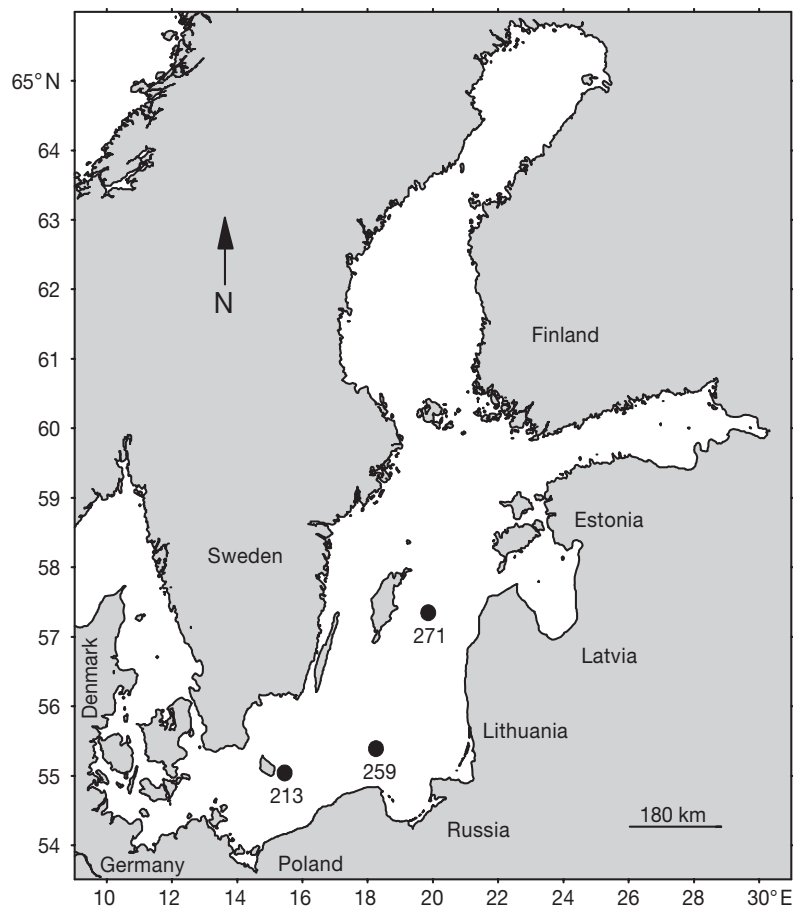 65°N
64
63
62
61
60
59
58
57
56
55
54
N
Finland
Sweden
Estonia
Denmark
271
Latvia
Lithuania
259
213
180 km
Russia
Germany
Poland
10 12 14 16 18 20 22 24 26 28 30°E